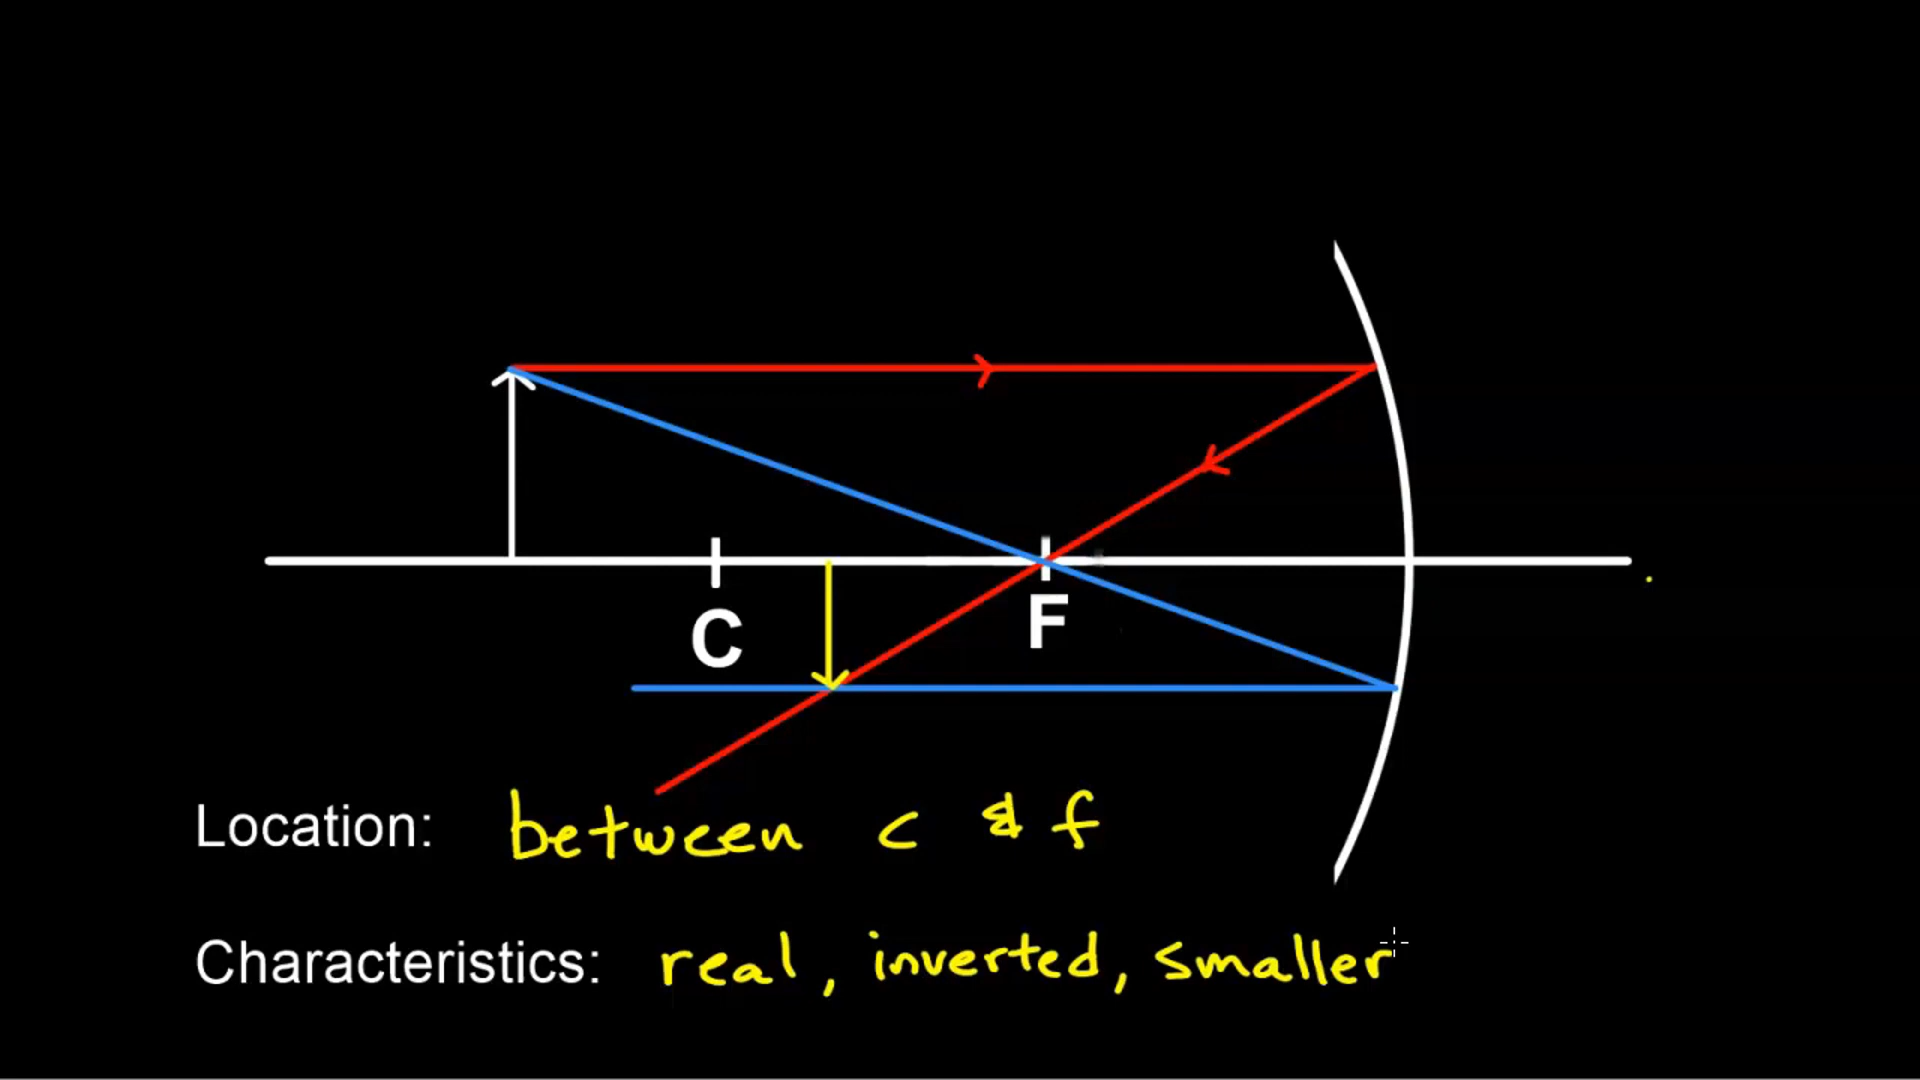 C
F
Location: between c & f
Characteristics: real, inverted, smaller